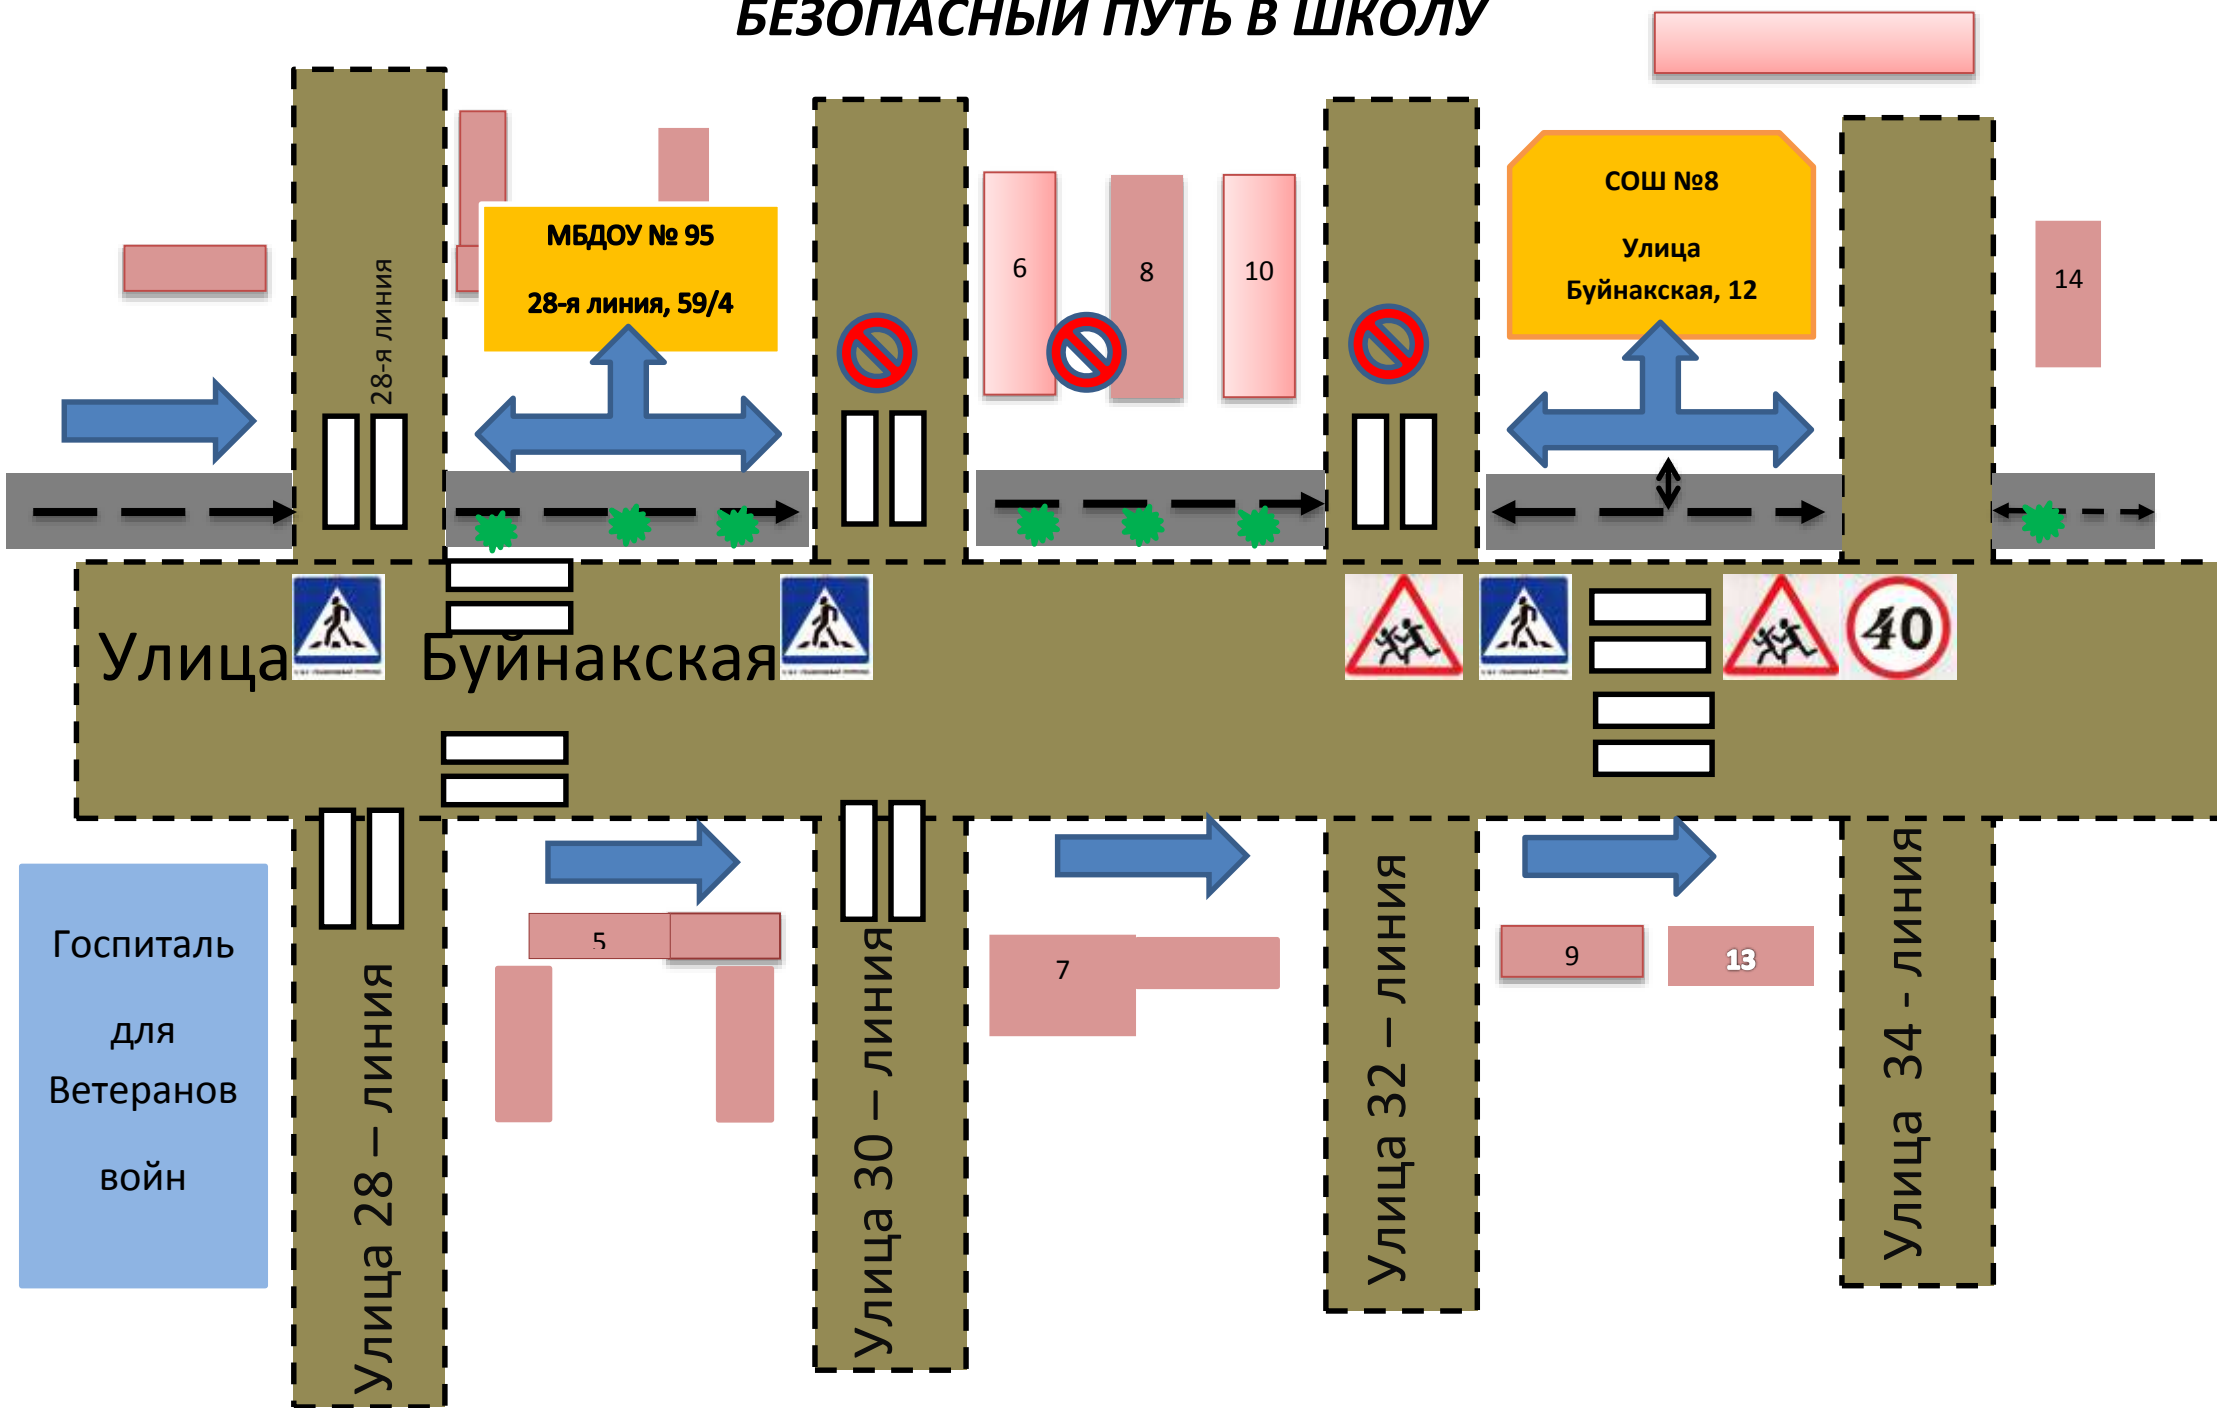 БЕЗОПАСНЫЙ ПУТЬ В ШКОЛУ
28-я линия
МБДОУ № 95
28-я линия, 59/4
6
8
10
СОШ №8
Улица
Буйнакская, 12
14
Улица Буйнакская
40
Госпиталь
для
Ветеранов
войн
Улица 28 – линия
5
Улица 30 – линия
7
Улица 32 – линия
9
13
Улица 34 - линия